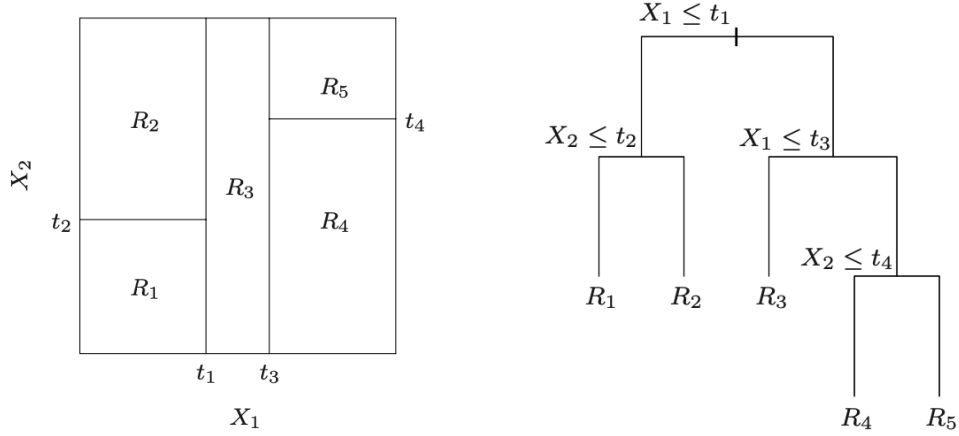 R₅
R₂
t₄
X₂
R₃
t₂
R₄
R₁
t₁ t₃
X₁
X₁ ≤ t₁
X₂ ≤ t₂ X₁ ≤ t₃
X₂ ≤ t₄
R₁ R₂ R₃
R₄ R₅